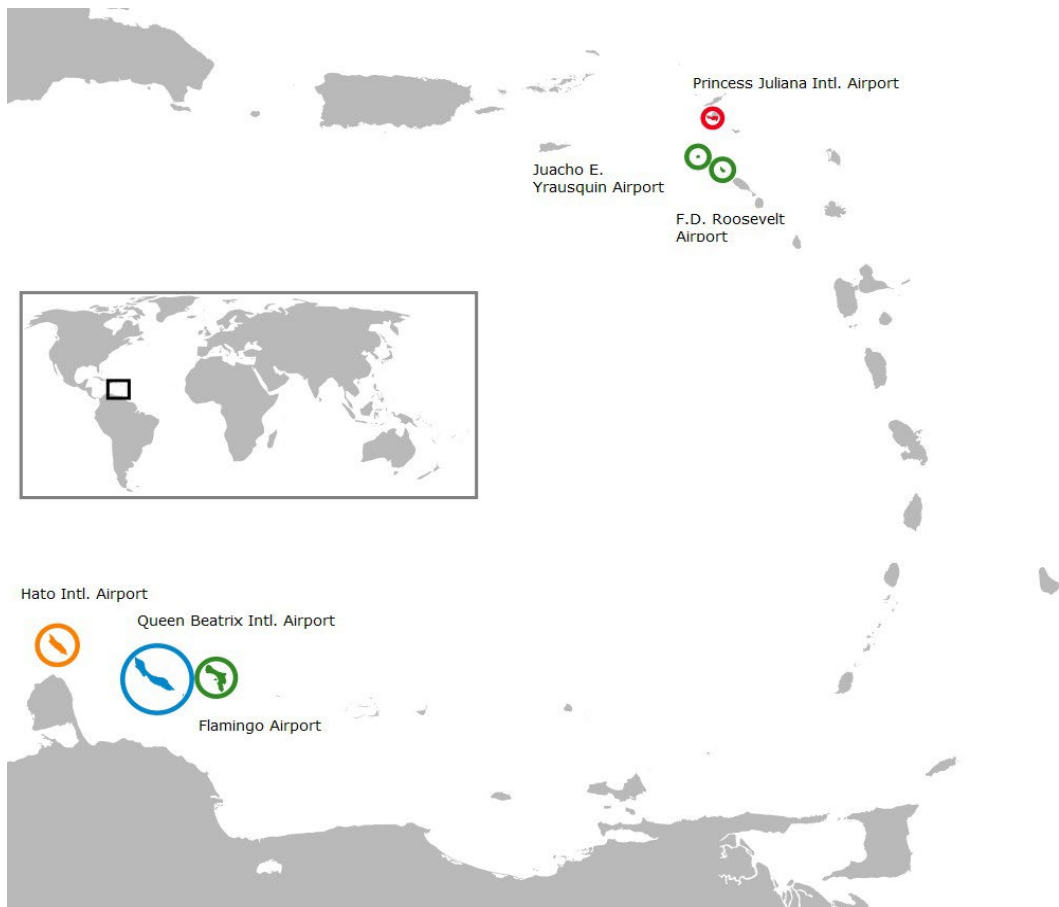 Princess Juliana Intl. Airport
Juacho E.
Yrausquin Airport
F.D. Roosevelt
Airport
Hato Intl. Airport
Queen Beatrix Intl. Airport
Flamingo Airport